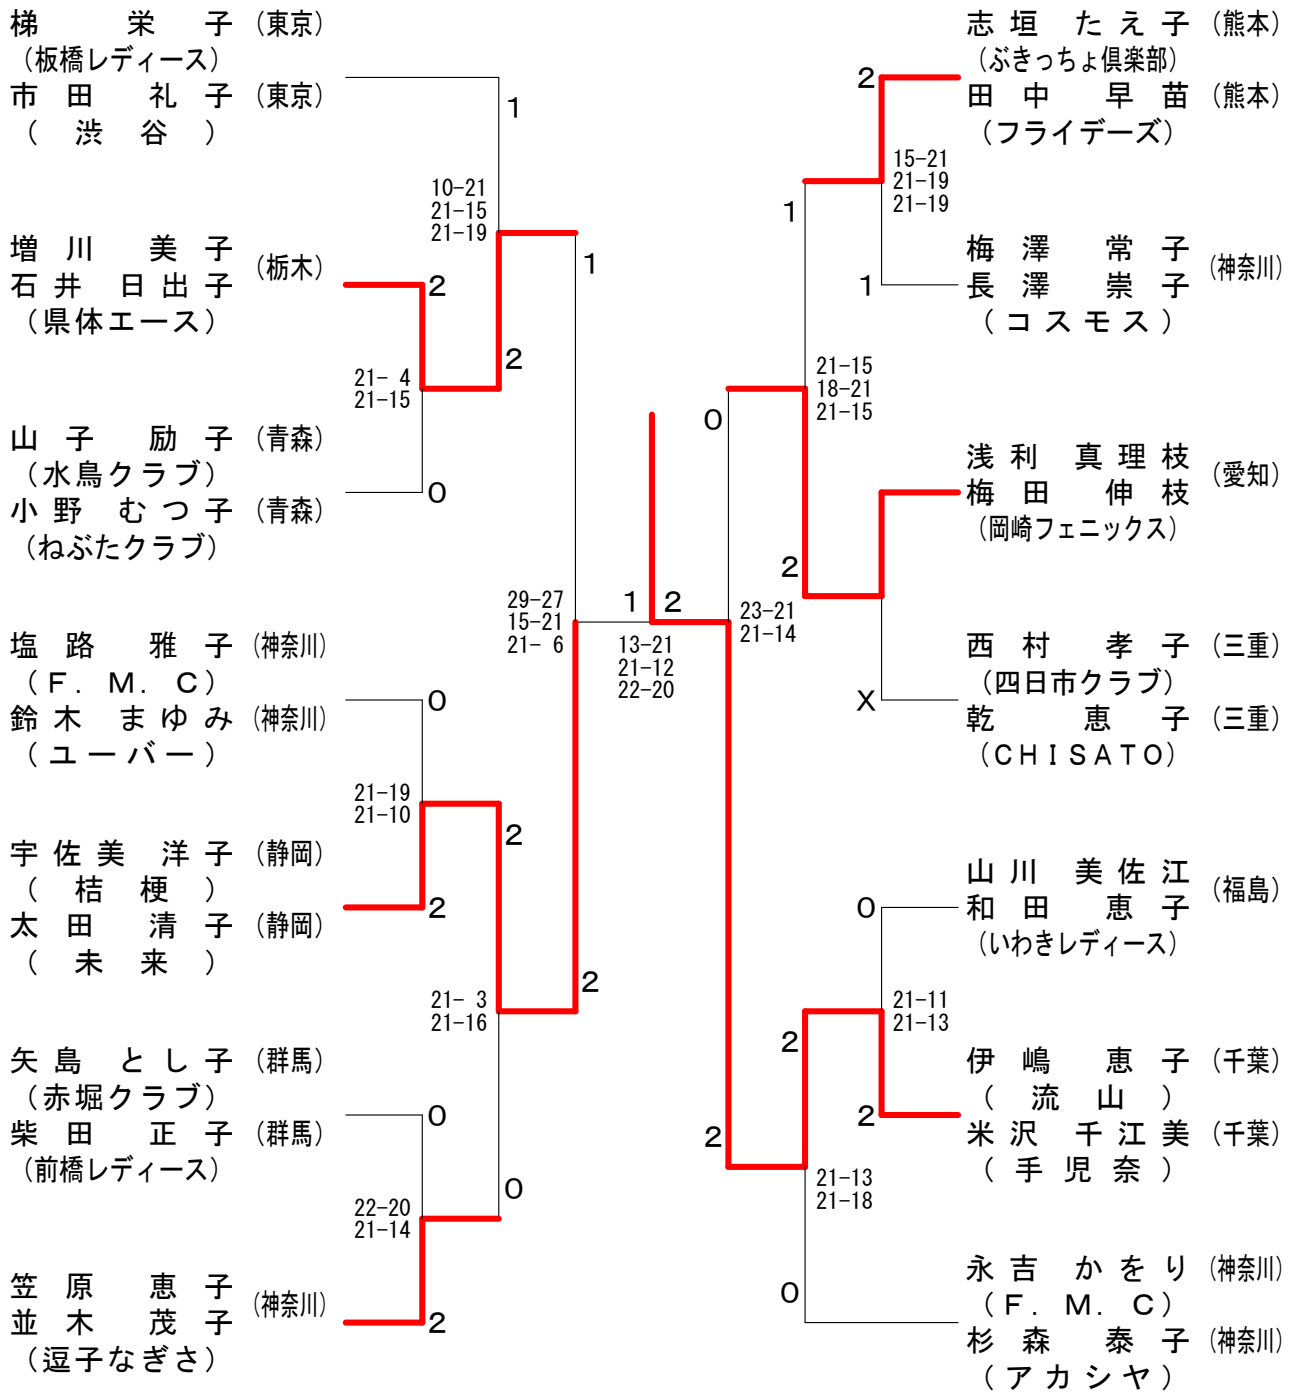 梯 栄 子 (東京)
(板橋レディース)
市 田 礼 子 (東京)
( 渋 谷 )
1
10-21
21-15
21-19
増 川 美 子
石 井 日 出 子
(県体エース)
(栃木)
2
1
2
21- 4
21-15
山 子 励 子 (青森)
(水鳥クラブ)
小 野 む つ 子 (青森)
(ねぶたクラブ)
0
29-27
15-21
21- 6
塩 路 雅 子 (神奈川)
(F. M. C)
鈴 木 ま ゆ み (神奈川)
(ユーバー)
0
21-19
21-10
2
宇 佐 美 洋 子 (静岡)
( 桔 梗 )
太 田 清 子 (静岡)
( 未 来 )
2
21- 3
21-16
2
矢 島 と し 子 (群馬)
(赤堀クラブ)
柴 田 正 子 (群馬)
(前橋レディース)
0
22-20
21-14
0
笠 原 恵 子
並 木 茂 子
(逗子なぎさ)
(神奈川)
2
1 2
13-21
21-12
22-20
志 垣 た え 子 (熊本)
(ぶきっちょ倶楽部)
田 中 早 苗 (熊本)
(フライデーズ)
2
15-21
21-19
21-19
1
梅 澤 常 子
長 澤 崇 子
(コスモス)
(神奈川)
1
21-15
18-21
21-15
0
浅 利 真 理 枝
梅 田 伸 枝
(岡崎フェニックス)
(愛知)
2
23-21
21-14
西 村 孝 子 (三重)
(四日市クラブ)
乾 恵 子 (三重)
(CHISATO)
X
山 川 美 佐 江
和 田 恵 子
(いわきレディース)
(福島)
0
21-11
21-13
2
伊 嶋 恵 子 (千葉)
( 流 山 )
米 沢 千 江 美 (千葉)
( 手 児 奈 )
2
2
21-13
21-18
永 吉 か を り (神奈川)
(F. M. C)
杉 森 泰 子 (神奈川)
(アカシヤ)
0